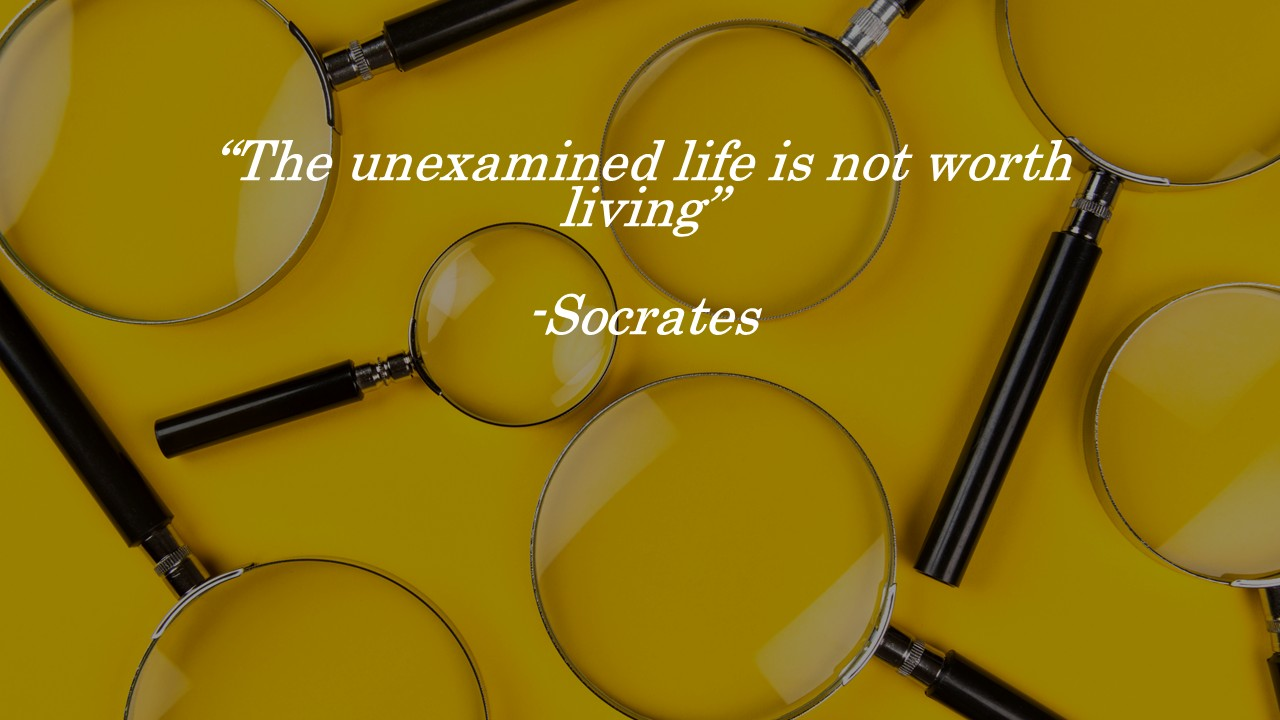 “The unexamined life is not worth
living”
-Socrates